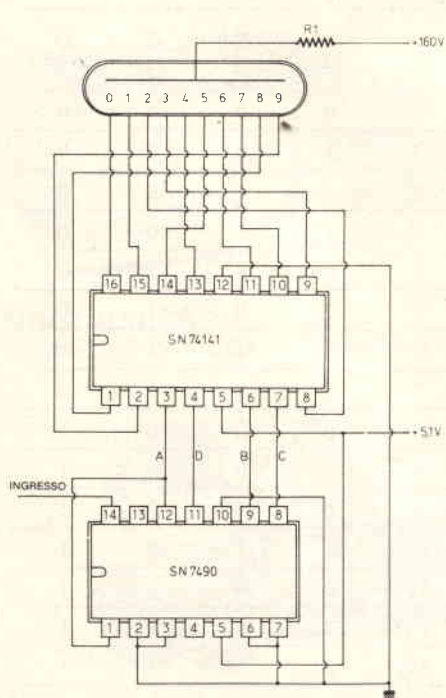 R1
+160V
0 1 2 3 4 5 6 7 8 9
16 15 14 13 12 11 10 9
SN 74141
1 2 3 4 5 6 7 8
+5,1V
A D B C
INGRESSO
14 13 12 11 10 9 8
SN 7490
1 2 3 4 5 6 7